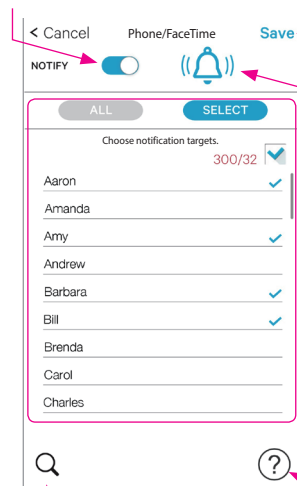 < Cancel Phone/FaceTime Save
NOTIFY
ALL SELECT
Choose notification targets.
300/32
Aaron
Amanda
Amy
Andrew
Barbara
Bill
Brenda
Carol
Charles
?